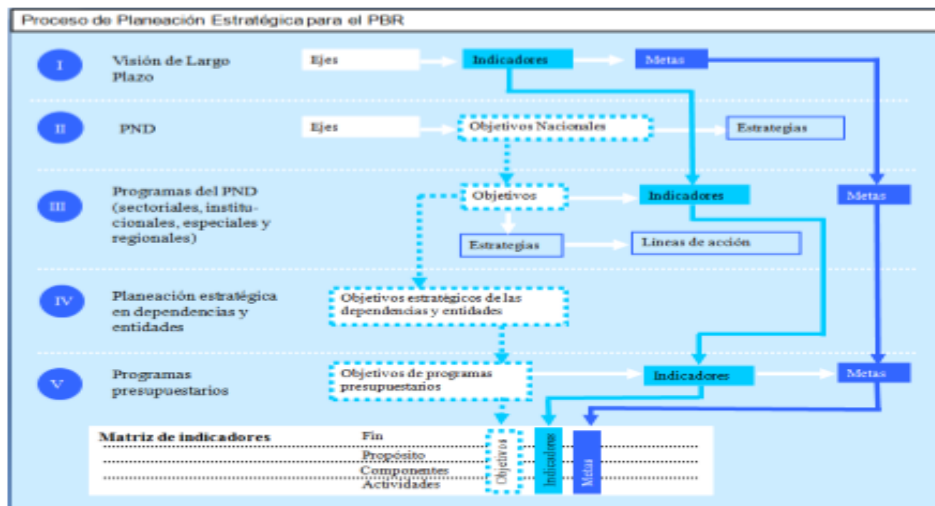 Proceso de Planeación Estratégica para el PBR
I
Visión de Largo
Plazo
Ejes
Indicadores
Metas
II
PND
Ejes
Objetivos Nacionales
Estrategias
III
Programas del PND
(sectoriales, institu-
cionales, especiales y
regionales)
Objetivos
Indicadores
Metas
Estrategias
Líneas de acción
IV
Planeación estratégica
en dependencias y
entidades
Objetivos estratégicos de las
dependencias y entidades
V
Programas
presupuestarios
Objetivos de programas
presupuestarios
Indicadores
Metas
Matriz de indicadores
Fin
Propósito
Componentes
Actividades
Objetivos
Indicadores
Metas